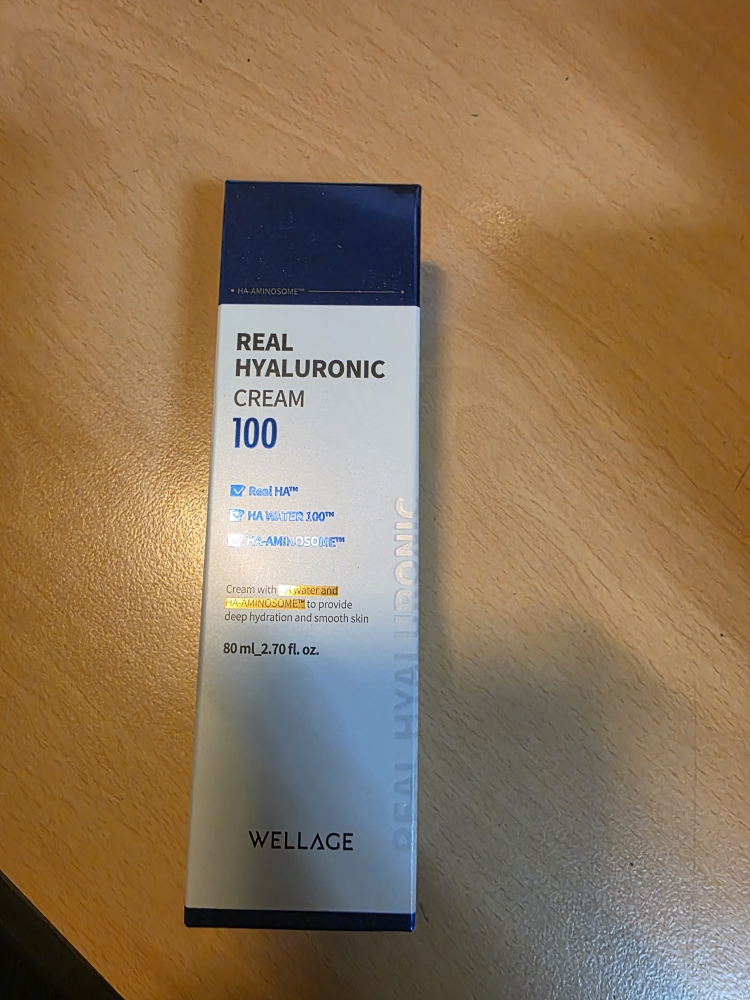 HA-AMINOSOME™
REAL
HYALURONIC
CREAM
100
Real HA™
HA WATER 100™
HA-AMINOSOME™
Cream with HA water and
HA-AMINOSOME™ to provide
deep hydration and smooth skin
80 ml_2.70 fl. oz.
WELLAGE
REAL HYALURONIC